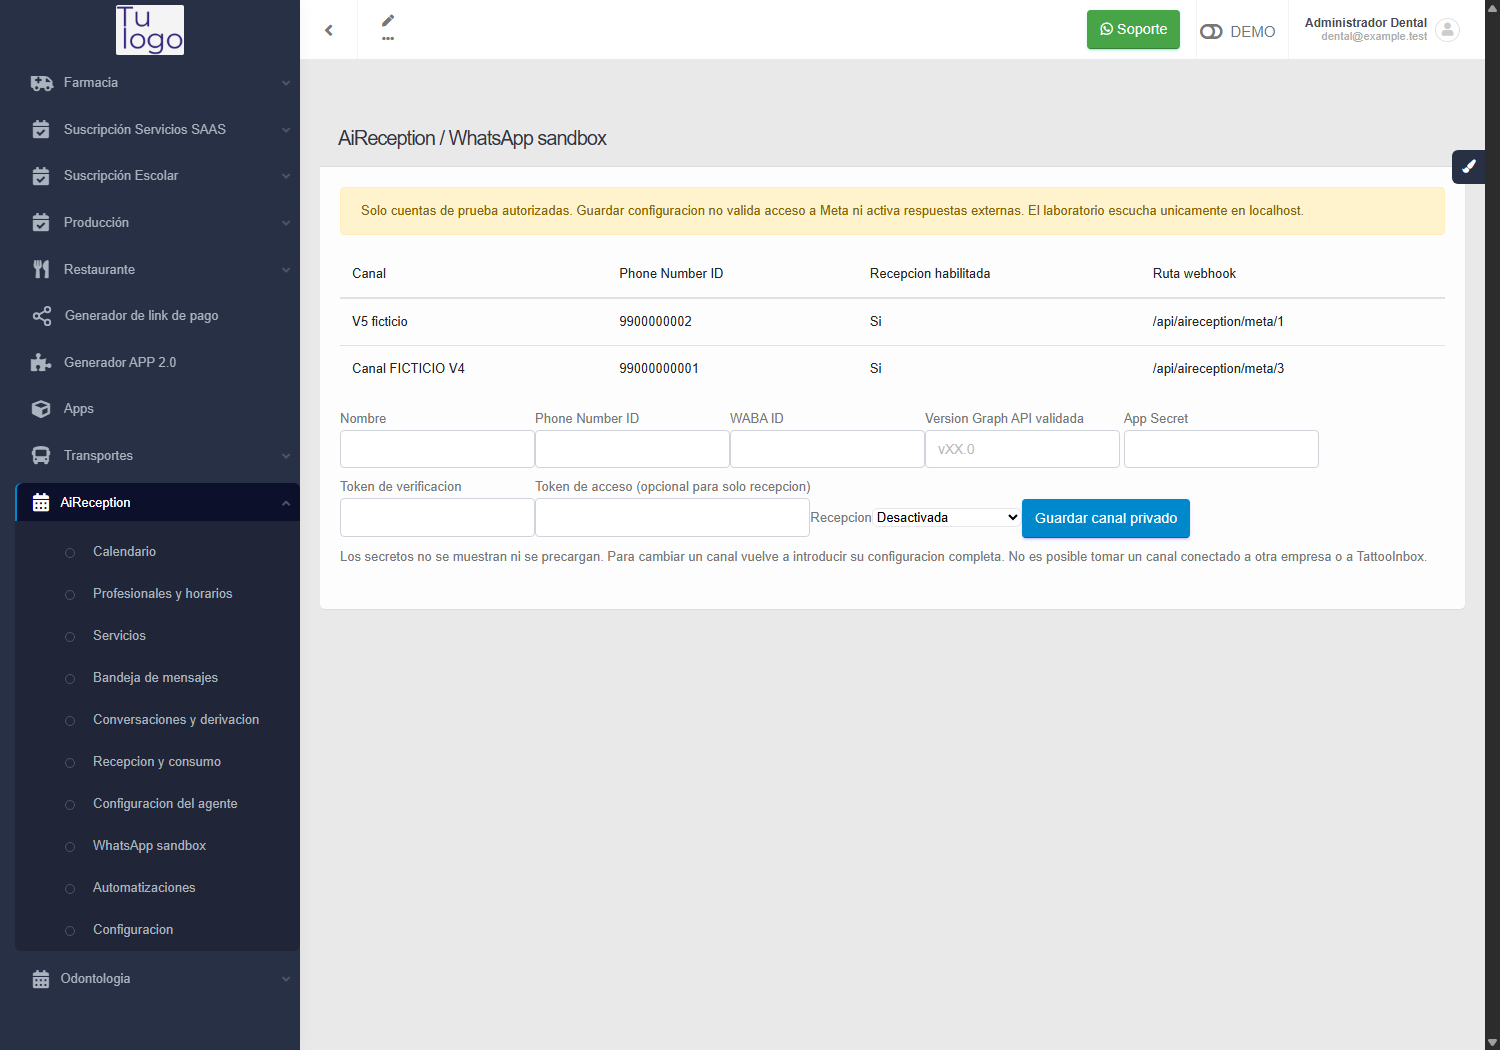 Tu
logo
Farmacia
Suscripción Servicios SAAS
Suscripción Escolar
Producción
Restaurante
Generador de link de pago
Generador APP 2.0
Apps
Transportes
AiReception
Calendario
Profesionales y horarios
Servicios
Bandeja de mensajes
Conversaciones y derivacion
Recepcion y consumo
Configuracion del agente
WhatsApp sandbox
Automatizaciones
Configuracion
Odontologia
Soporte
DEMO
Administrador Dental
dental@example.test
AiReception / WhatsApp sandbox
Solo cuentas de prueba autorizadas. Guardar configuracion no valida acceso a Meta ni activa respuestas externas. El laboratorio escucha unicamente en localhost.
Canal Phone Number ID Recepcion habilitada Ruta webhook
V5 ficticio 9900000002 Si /api/aireception/meta/1
Canal FICTICIO V4 99000000001 Si /api/aireception/meta/3
Nombre Phone Number ID WABA ID Version Graph API validada App Secret
vXX.0
Token de verificacion Token de acceso (opcional para solo recepcion)
Recepcion Desactivada Guardar canal privado
Los secretos no se muestran ni se precargan. Para cambiar un canal vuelve a introducir su configuracion completa. No es posible tomar un canal conectado a otra empresa o a TattooInbox.